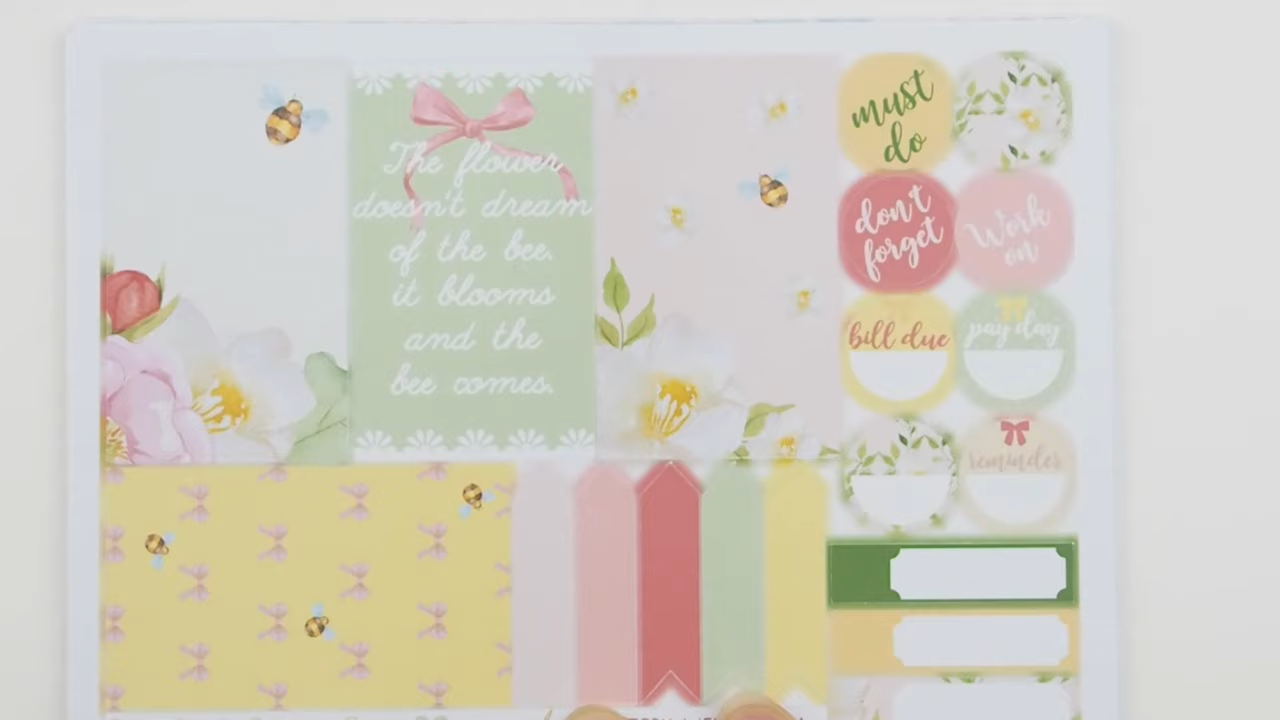 The flower
doesn't dream
of the bee.
it blooms
and the
bee comes.
must
do
don't
forget
Work
on
bill due
pay day
reminder